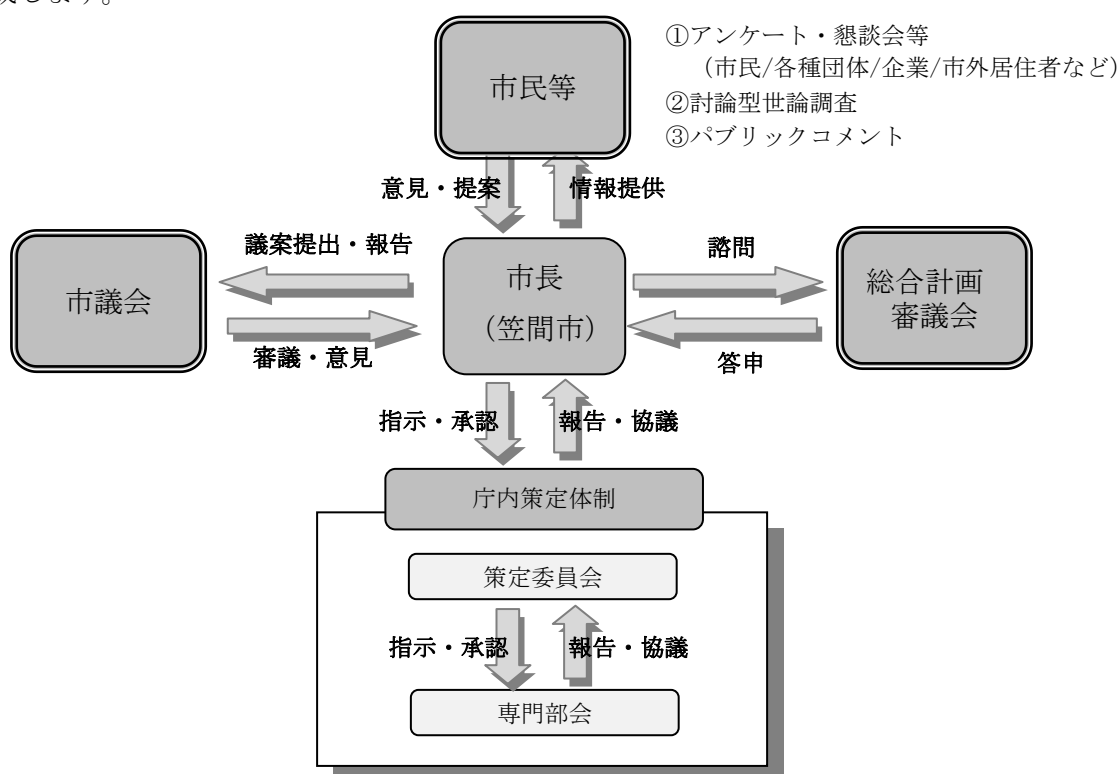 成します。
①アンケート・懇談会等
（市民/各種団体/企業/市外居住者など）
②討論型世論調査
③パブリックコメント
市民等
意見・提案
情報提供
議案提出・報告
諮問
市議会
市長
（笠間市）
総合計画
審議会
審議・意見
答申
指示・承認
報告・協議
庁内策定体制
策定委員会
指示・承認
報告・協議
専門部会